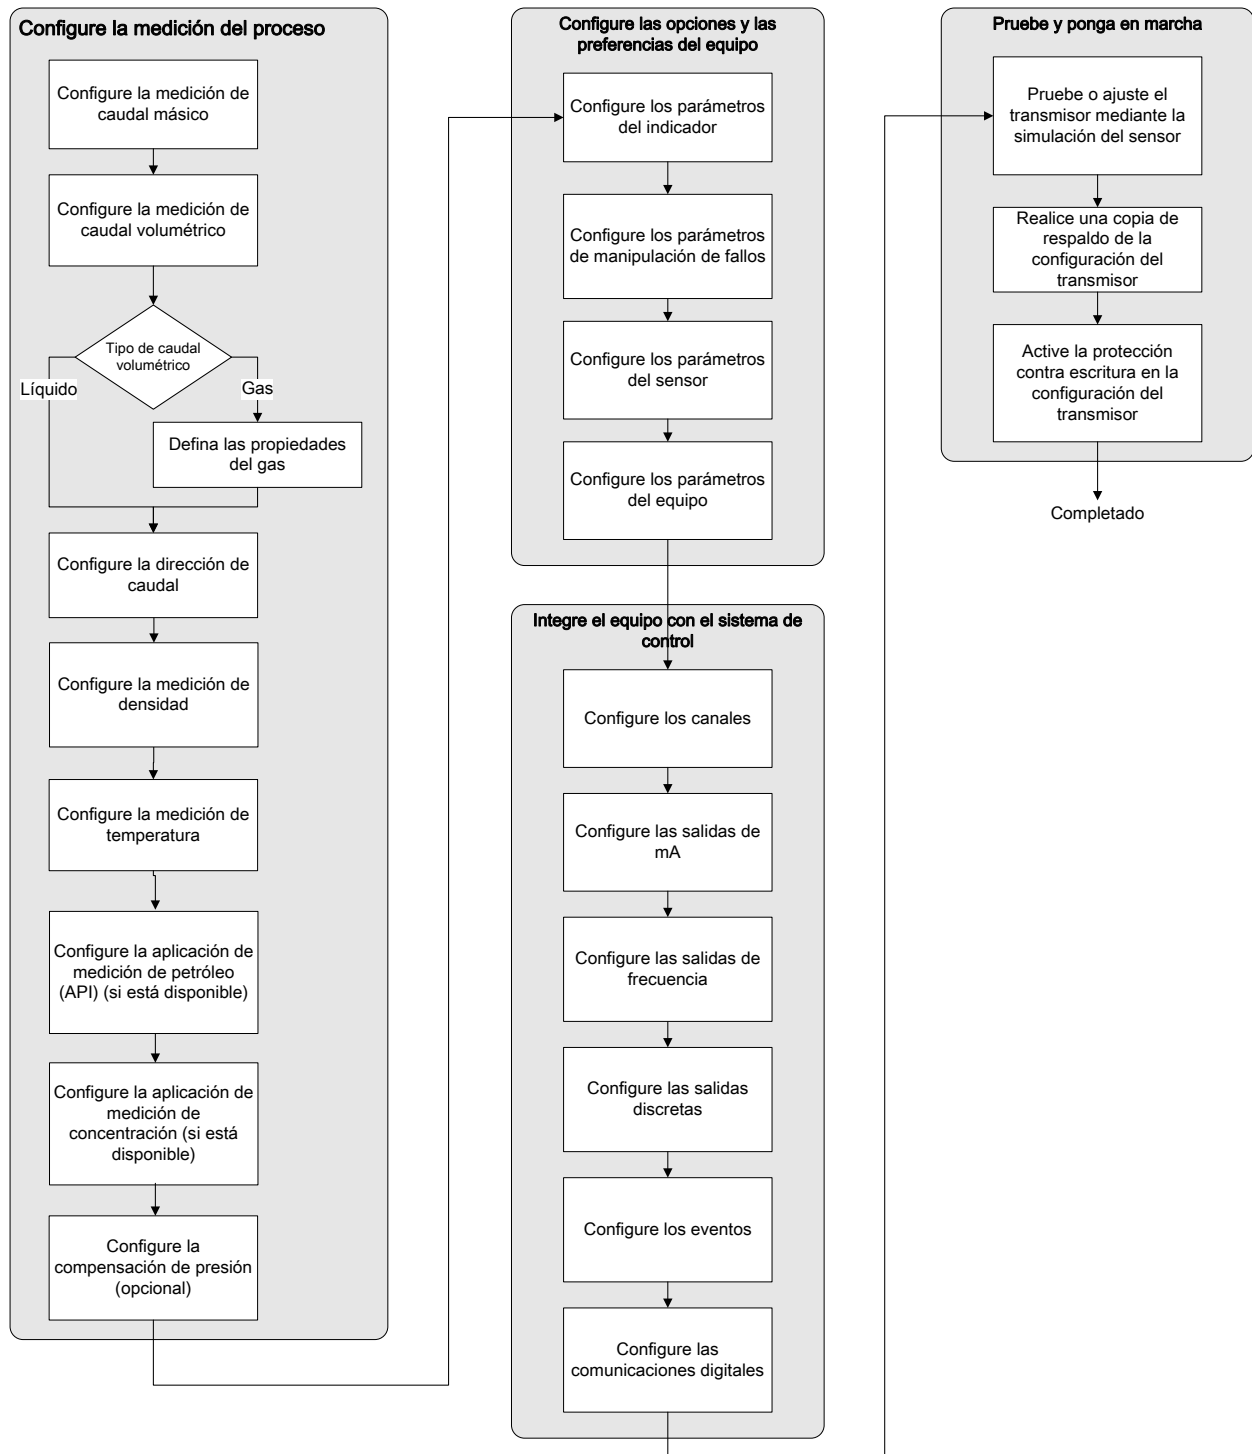 Configure la medición del proceso
Configure la medición de
caudal másico
Configure la medición de
caudal volumétrico
Tipo de caudal
volumétrico
Líquido
Gas
Defina las propiedades
del gas
Configure la dirección de
caudal
Configure la medición de
densidad
Configure la medición de
temperatura
Configure la aplicación de
medición de petróleo
(API) (si está disponible)
Configure la aplicación de
medición de
concentración (si está
disponible)
Configure la
compensación de presión
(opcional)
Configure las opciones y las
preferencias del equipo
Configure los parámetros
del indicador
Configure los parámetros
de manipulación de fallos
Configure los parámetros
del sensor
Configure los parámetros
del equipo
Integre el equipo con el sistema de
control
Configure los canales
Configure las salidas de
mA
Configure las salidas de
frecuencia
Configure las salidas
discretas
Configure los eventos
Configure las
comunicaciones digitales
Pruebe y ponga en marcha
Pruebe o ajuste el
transmisor mediante la
simulación del sensor
Realice una copia de
respaldo de la
configuración del
transmisor
Active la protección
contra escritura en la
configuración del
transmisor
Completado